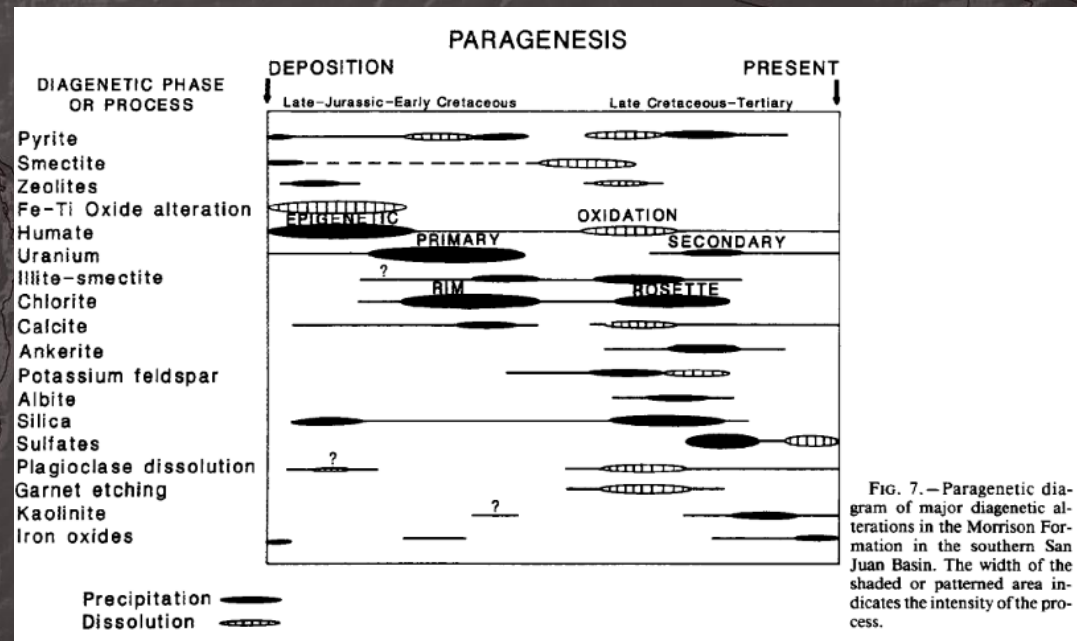 PARAGENESIS
DEPOSITION
PRESENT
DIAGENETIC PHASE
OR PROCESS
Late-Jurassic-Early Cretaceous
Late Cretaceous-Tertiary
Pyrite
Smectite
Zeolites
Fe-Ti Oxide alteration
EPIGENETIC
OXIDATION
Humate
PRIMARY
SECONDARY
Uranium
?
Illite-smectite
RIM
ROSETTE
Chlorite
Calcite
Ankerite
Potassium feldspar
Albite
Silica
Sulfates
?
Plagioclase dissolution
Garnet etching
?
Kaolinite
Iron oxides
Precipitation
Dissolution
FIG. 7.—Paragenetic dia-
gram of major diagenetic al-
terations in the Morrison For-
mation in the southern San
Juan Basin. The width of the
shaded or patterned area in-
dicates the intensity of the pro-
cess.